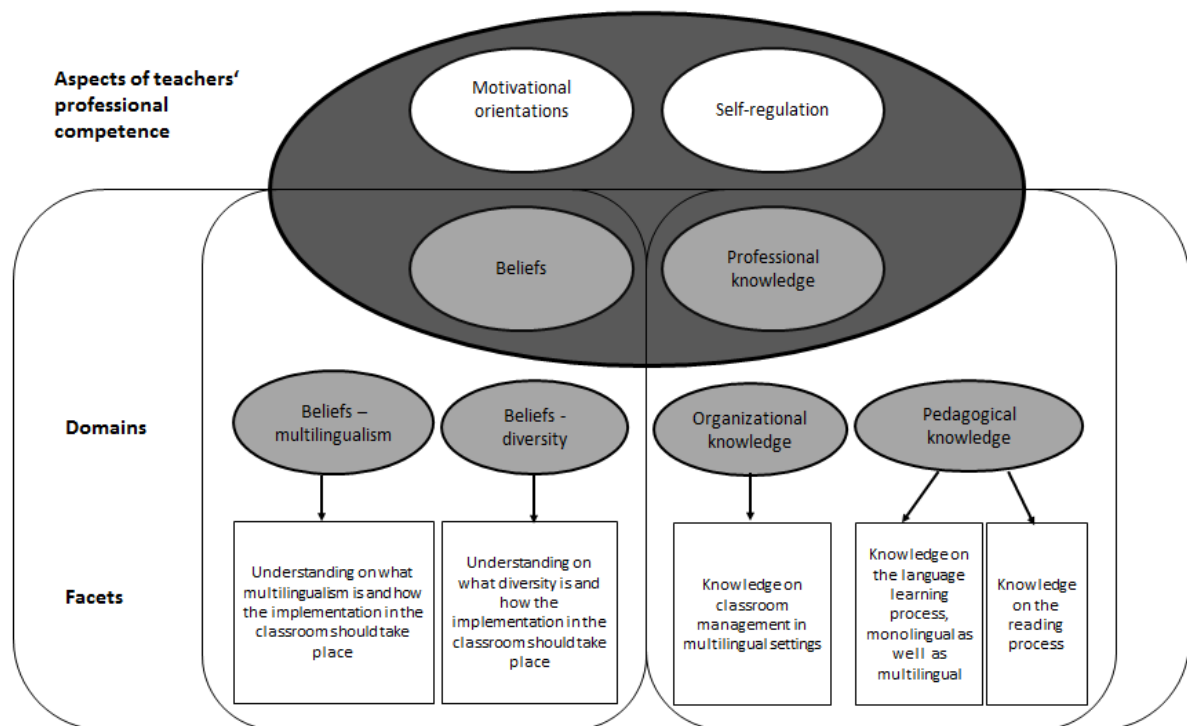 Aspects of teachers‘
professional
competence
Motivational
orientations
Self-regulation
Beliefs
Professional
knowledge
Domains
Beliefs –
multilingualism
Beliefs -
diversity
Organizational
knowledge
Pedagogical
knowledge
Facets
Understanding on what
multilingualism is and how
the implementation in the
classroom should take
place
Understanding on
what diversity is and
how the
implementation in the
classroom should take
place
Knowledge on
classroom
management in
multilingual settings
Knowledge on
the language
learning
process,
monolingual as
well as
multilingual
Knowledge
on the
reading
process